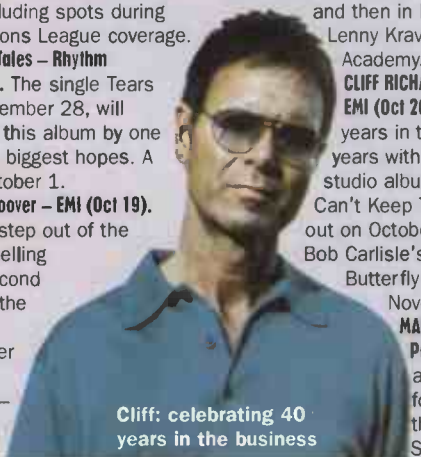 luding spots during
ons League coverage.
Tales – Rhythm
. The single Tears
ember 28, will
this album by one
biggest hopes. A
tober 1.
oover – EMI (Oct 19).
step out of the
elling
cond
the
er
–
and then in
Lenny Krav
Academy.
CLIFF RICHA
EMI (Oct 20
years in t
years with
studio albu
Can't Keep T
out on Octobe
Bob Carlisle's
Butterfly
Nov
MA
P
a
fo
th
S
Cliff: celebrating 40
years in the business